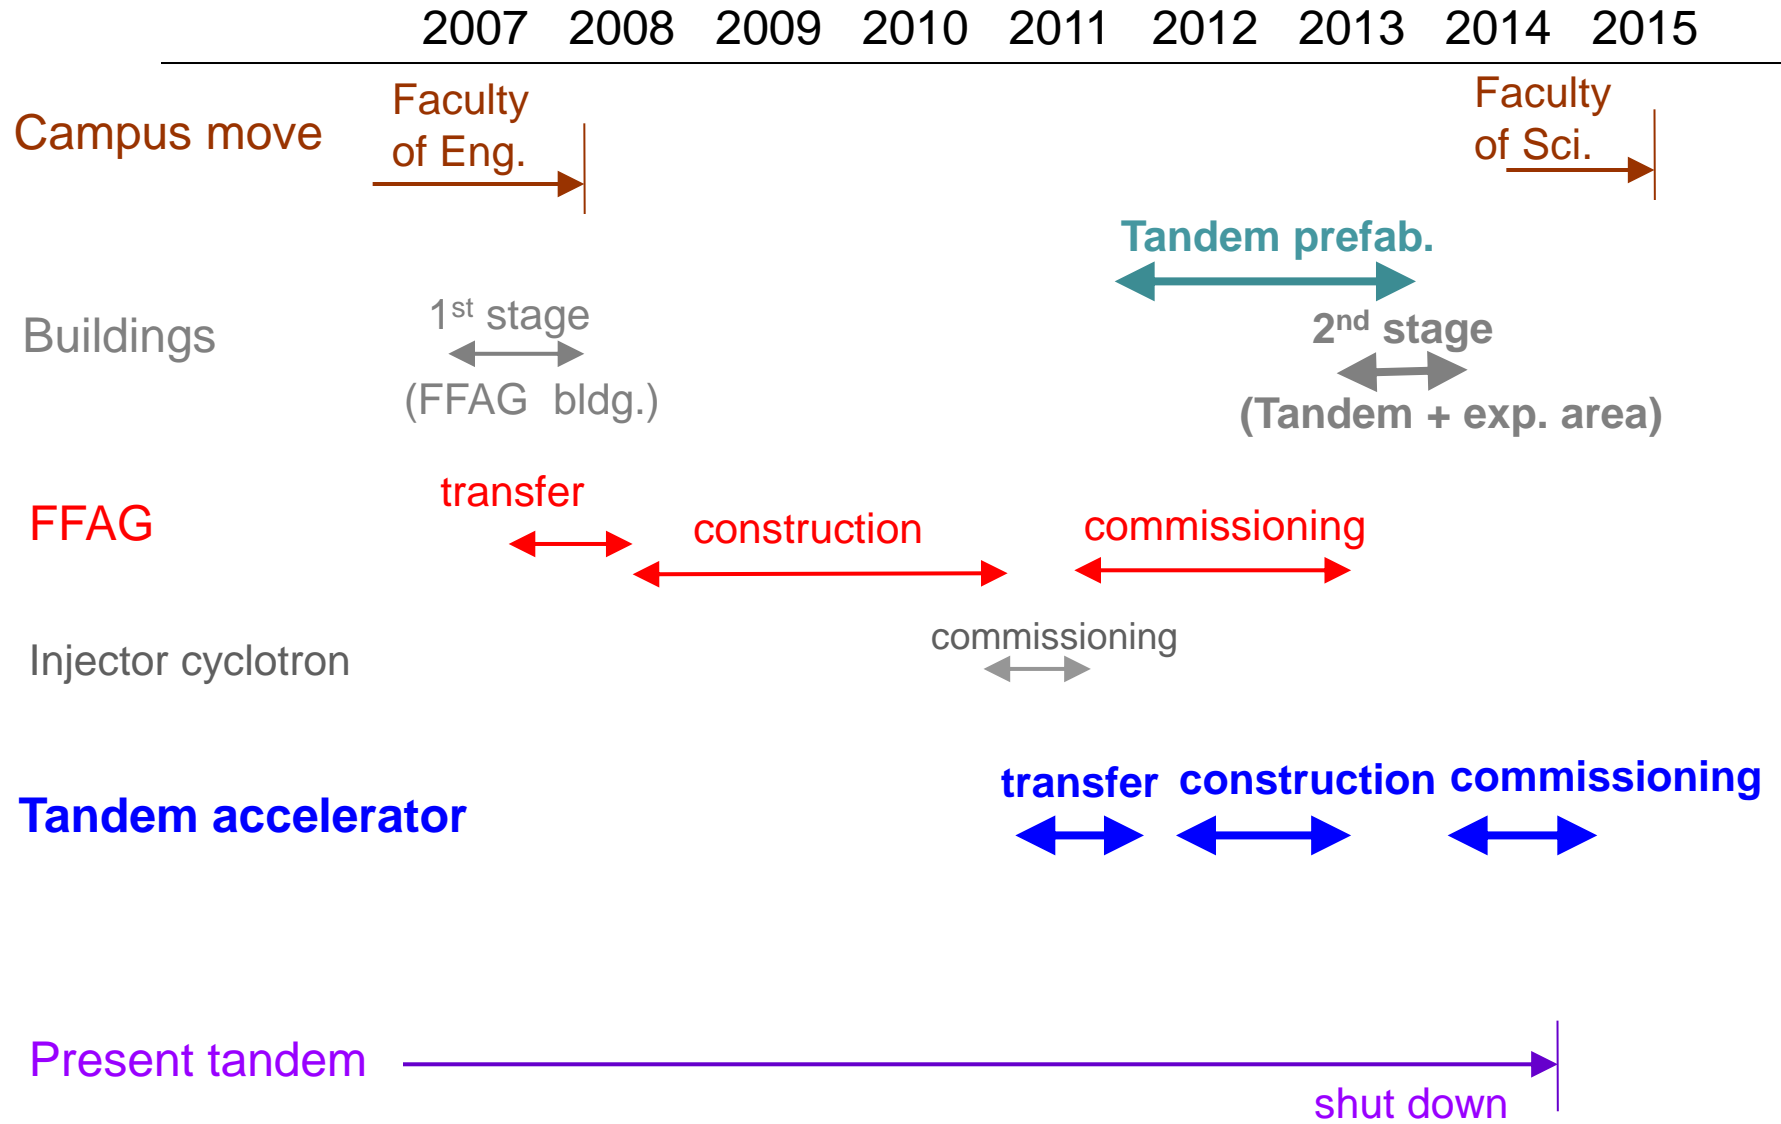 2007 2008 2009 2010 2011 2012 2013 2014 2015
Campus move
Faculty
of Eng.
Faculty
of Sci.
Tandem prefab.
Buildings
1st stage
(FFAG bldg.)
2nd stage
(Tandem + exp. area)
FFAG
transfer
construction
commissioning
Injector cyclotron
commissioning
Tandem accelerator
transfer construction commissioning
Present tandem
shut down